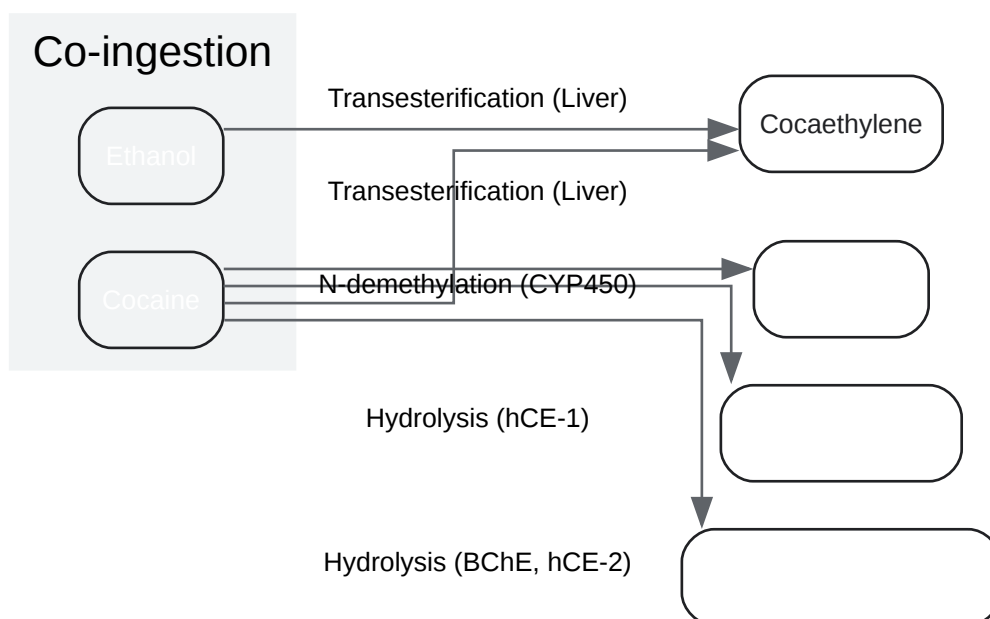 Co-ingestion
Transesterification (Liver)
Ethanol
Cocaethylene
Transesterification (Liver)
Cocaine
N-demethylation (CYP450)
Hydrolysis (hCE-1)
Hydrolysis (BChE, hCE-2)